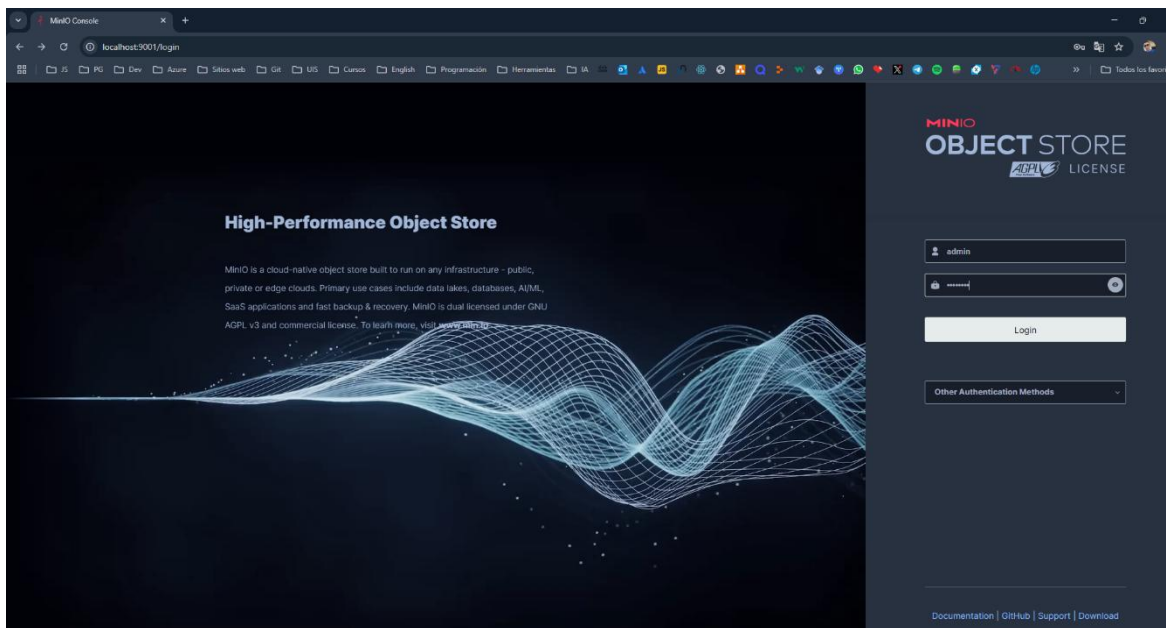 MinIO Console
localhost:9001/login
JS PG Dev Azure Sitios web Git UIS Cursos English Programación Herramientas IA Todos los favori
MINIO
OBJECT STORE
AGPLV3 LICENSE
High-Performance Object Store
MinIO is a cloud-native object store built to run on any infrastructure - public,
private or edge clouds. Primary use cases include data lakes, databases, AI/ML,
SaaS applications and fast backup & recovery. MinIO is dual licensed under GNU
AGPL v3 and commercial license. To learn more, visit www.min.io.
admin
Login
Other Authentication Methods
Documentation | GitHub | Support | Download